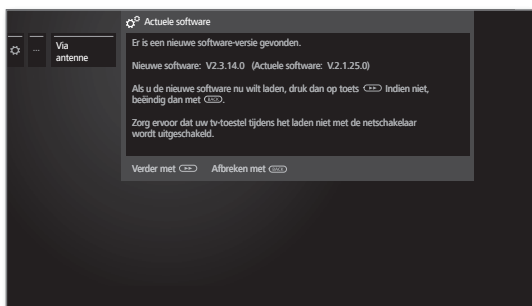 Actuele software
... Via
antenne
Er is een nieuwe software-versie gevonden.
Nieuwe software: V2.3.14.0 (Actuele software: V.2.1.25.0)
Als u de nieuwe software nu wilt laden, druk dan op toets ▶▶ Indien niet,
beëindig dan met BACK.
Zorg ervoor dat uw tv-toestel tijdens het laden niet met de netschakelaar
wordt uitgeschakeld.
Verder met ▶▶ Afbreken met BACK